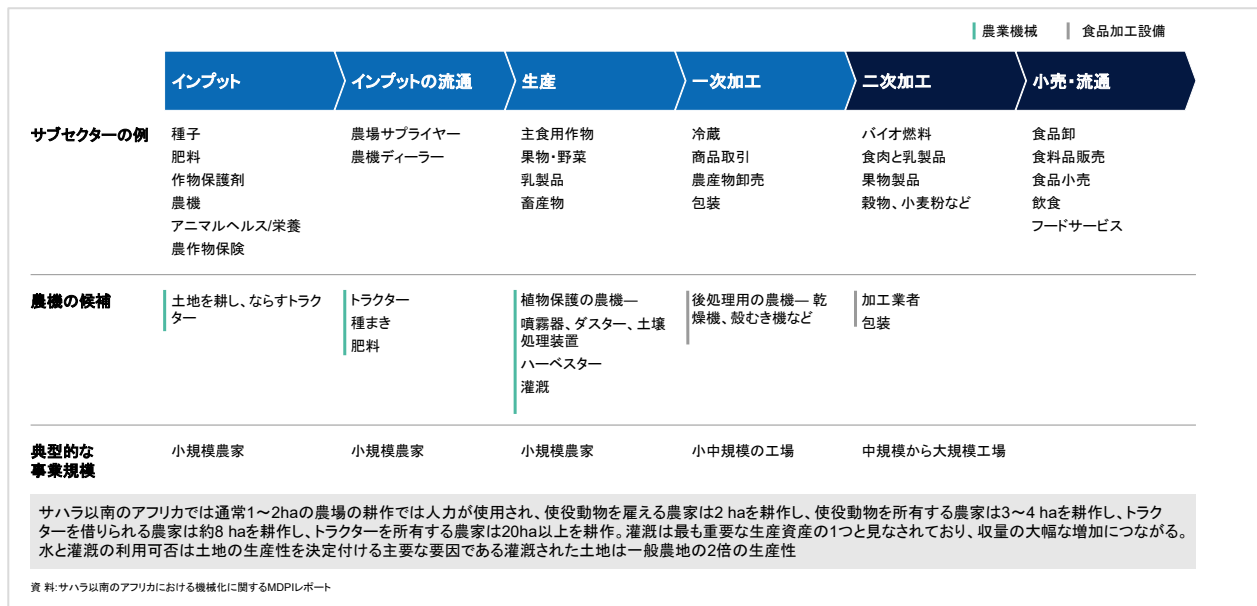 農業機械
食品加工設備
インプット
インプットの流通
生産
一次加工
二次加工
小売・流通
サブセクターの例
種子
肥料
作物保護剤
農機
アニマルヘルス/栄養
農作物保険
農場サプライヤー
農機ディーラー
主食用作物
果物・野菜
乳製品
畜産物
冷蔵
商品取引
農産物卸売
包装
バイオ燃料
食肉と乳製品
果物製品
穀物、小麦粉など
食品卸
食料品販売
食品小売
飲食
フードサービス
農機の候補
土地を耕し、ならすトラク
ター
トラクター
種まき
肥料
植物保護の農機—
噴霧器、ダスター、土壌
処理装置
ハーベスター
灌漑
後処理用の農機— 乾
燥機、殻むき機など
加工業者
包装
典型的な
事業規模
小規模農家
小規模農家
小規模農家
小中規模の工場
中規模から大規模工場
サハラ以南のアフリカでは通常1～2haの農場の耕作では人力が使用され、使役動物を雇える農家は2 haを耕作し、使役動物を所有する農家は3～4 haを耕作し、トラク
ターを借りられる農家は約8 haを耕作し、トラクターを所有する農家は20ha以上を耕作。灌漑は最も重要な生産資産の1つと見なされており、収量の大幅な増加につながる。
水と灌漑の利用可否は土地の生産性を決定付ける主要な要因である灌漑された土地は一般農地の2倍の生産性
資 料:サハラ以南のアフリカにおける機械化に関するMDPIレポート